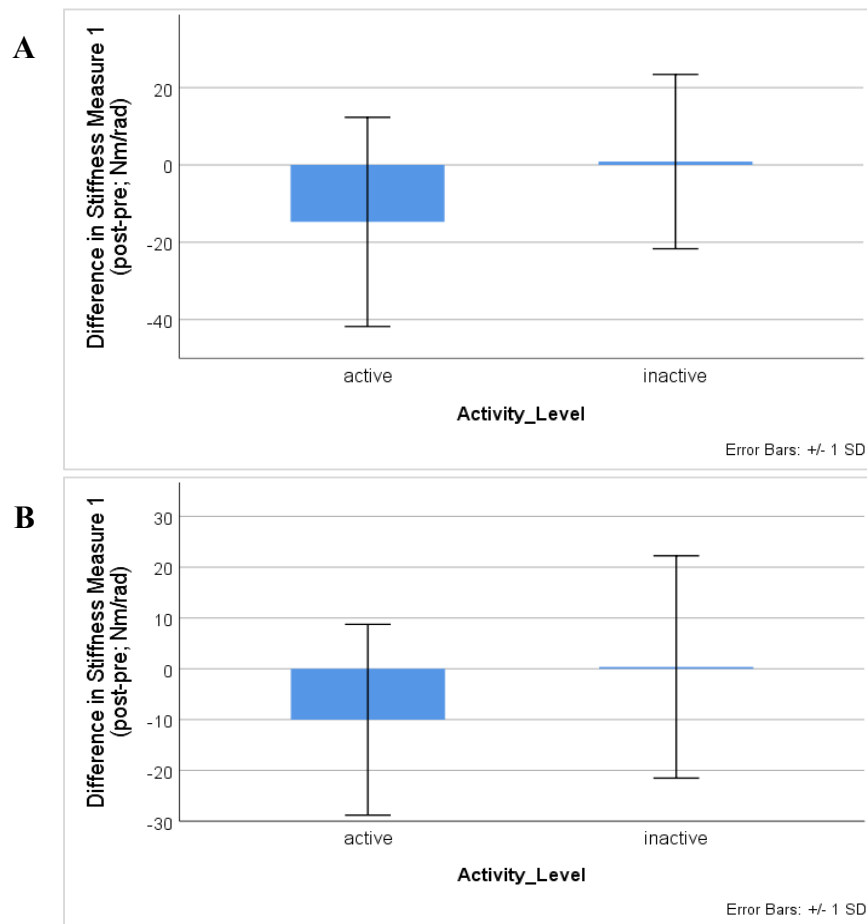 A
Difference in Stiffness Measure 1
(post-pre; Nm/rad)
20
0
-20
-40
active inactive
Activity_Level
Error Bars: +/- 1 SD
B
Difference in Stiffness Measure 1
(post-pre; Nm/rad)
30
20
10
0
-10
-20
-30
active inactive
Activity_Level
Error Bars: +/- 1 SD